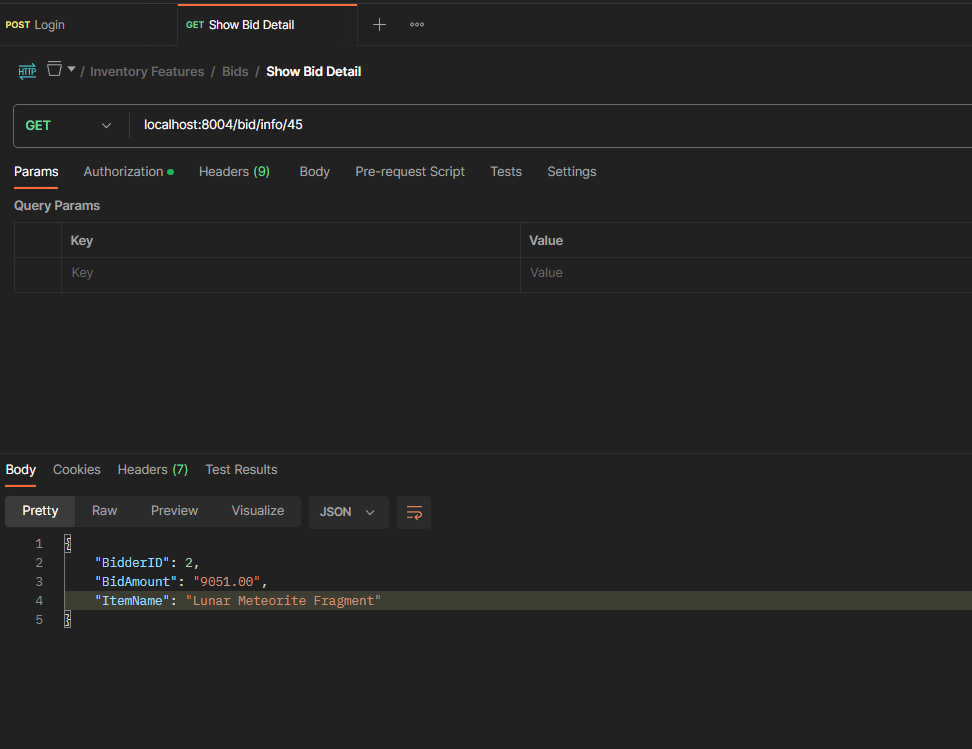 POST Login GET Show Bid Detail
HTTP / Inventory Features / Bids / Show Bid Detail
GET localhost:8004/bid/info/45
Params Authorization Headers (9) Body Pre-request Script Tests Settings
Query Params
Key Value
Key Value
Body Cookies Headers (7) Test Results
Pretty Raw Preview Visualize JSON
1 {
2 "BidderID": 2,
3 "BidAmount": "9051.00",
4 "ItemName": "Lunar Meteorite Fragment"
5 }